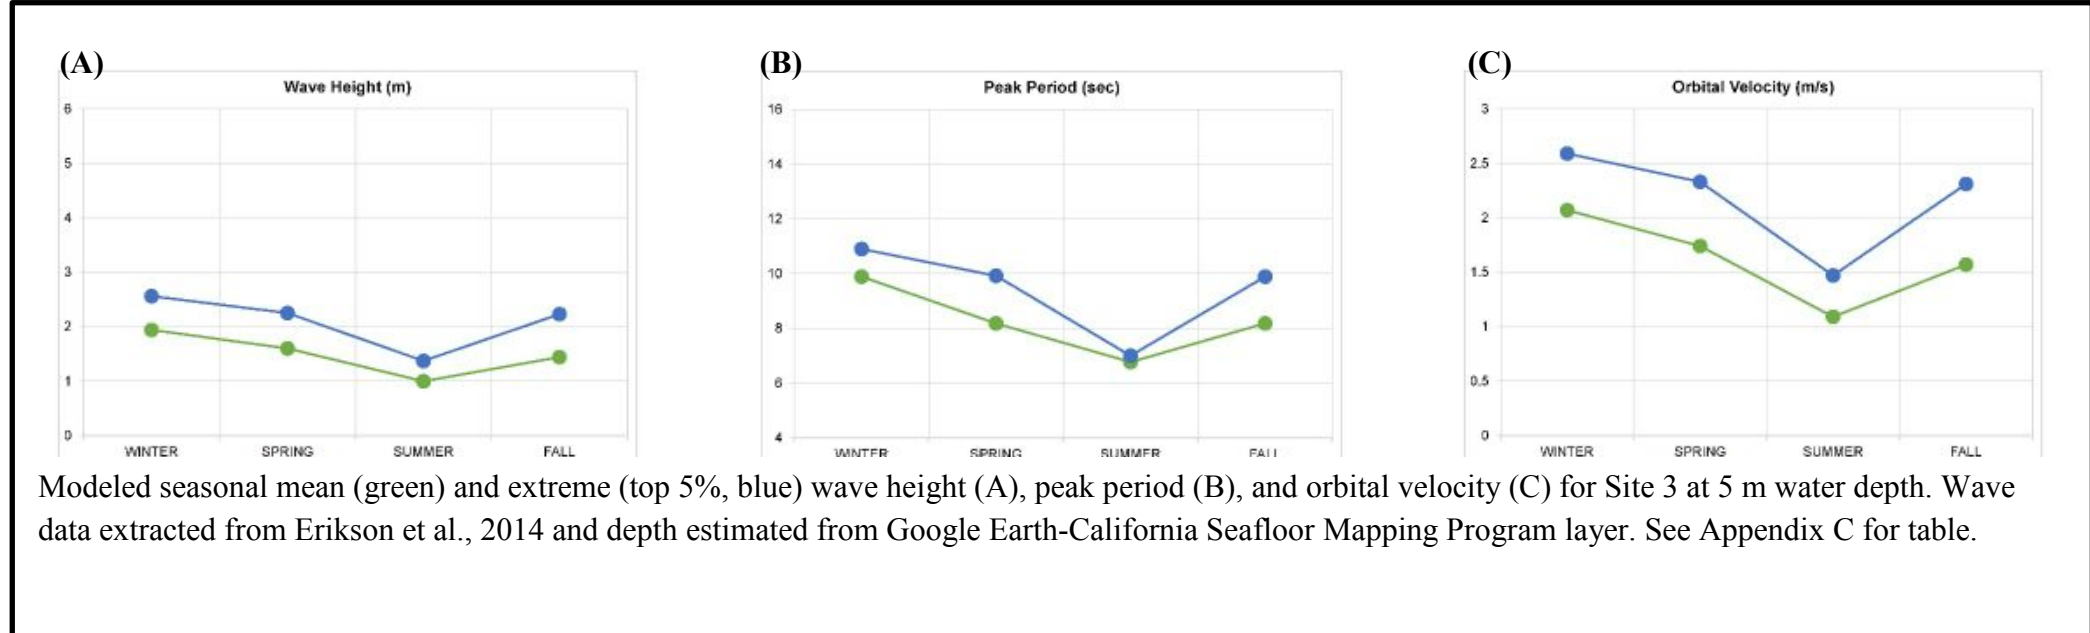 (A)
Wave Height (m)
6
5
4
3
2
1
0
WINTER SPRING SUMMER FALL
(B)
Peak Period (sec)
16
14
12
10
8
6
4
WINTER SPRING SUMMER FALL
(C)
Orbital Velocity (m/s)
3
2.5
2
1.5
1
0.5
0
WINTER SPRING SUMMER FALL
Modeled seasonal mean (green) and extreme (top 5%, blue) wave height (A), peak period (B), and orbital velocity (C) for Site 3 at 5 m water depth. Wave
data extracted from Erikson et al., 2014 and depth estimated from Google Earth-California Seafloor Mapping Program layer. See Appendix C for table.